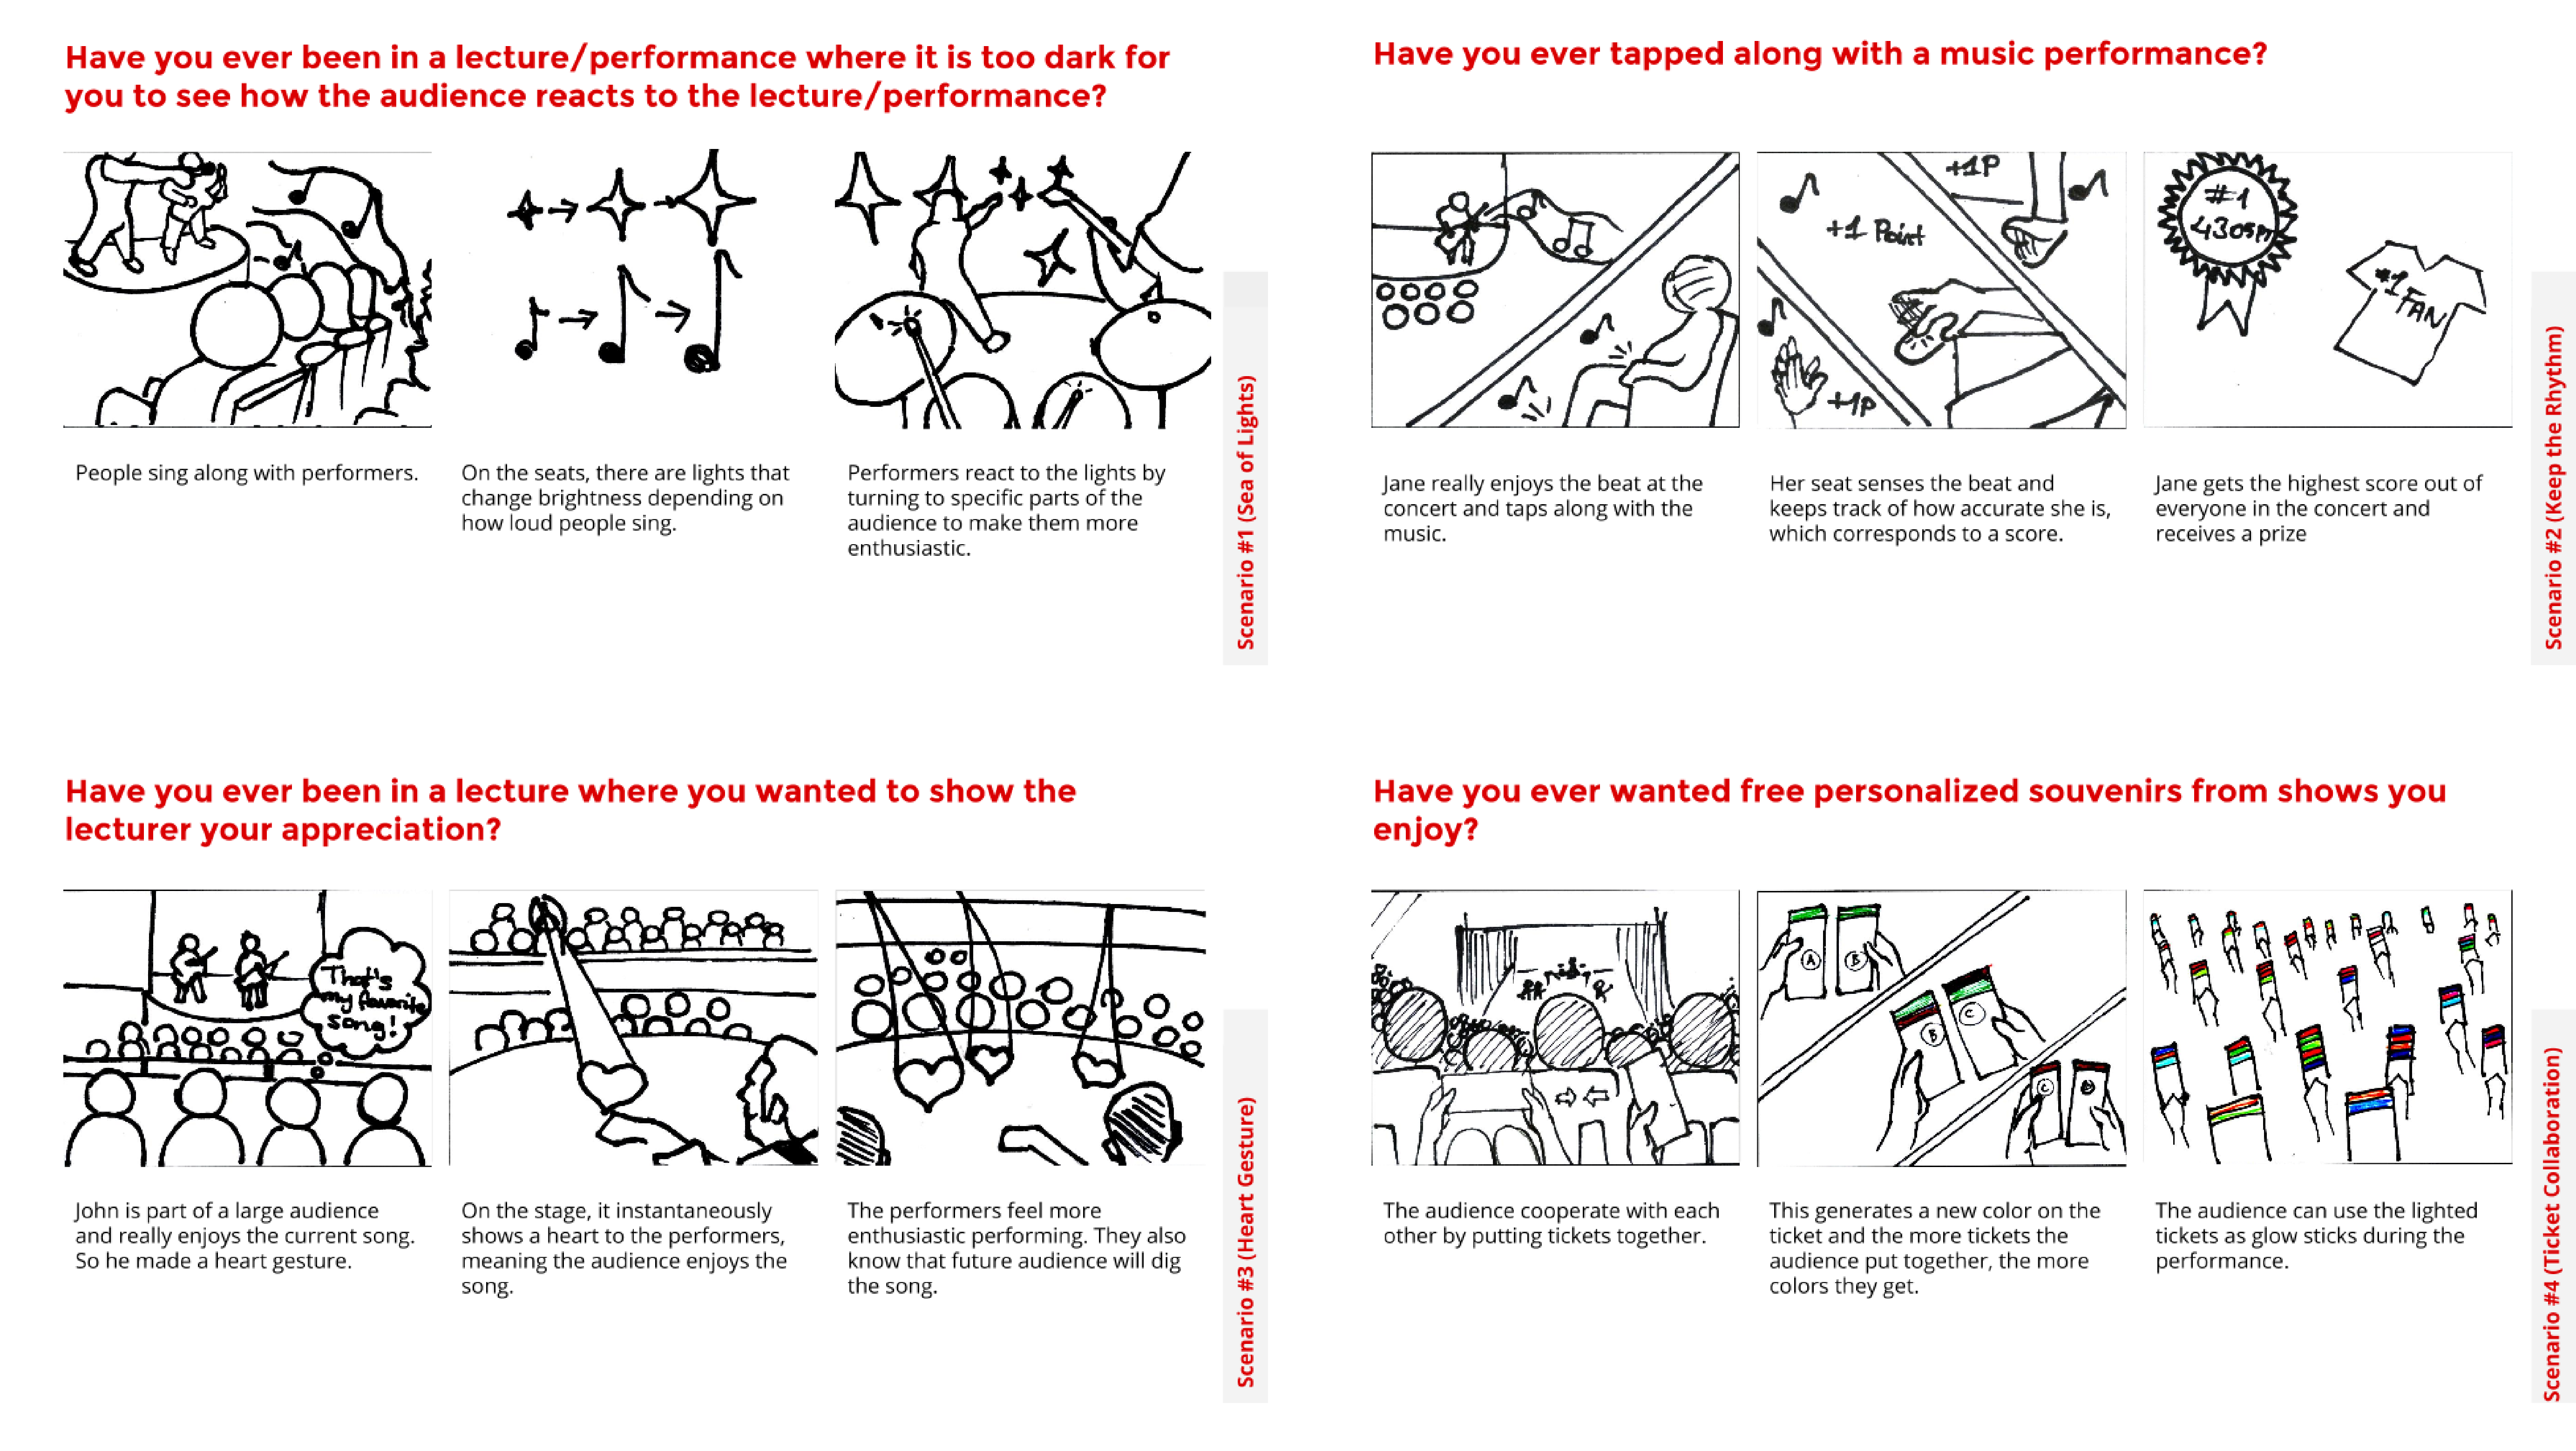 Have you ever been in a lecture/performance where it is too dark for
you to see how the audience reacts to the lecture/performance?
People sing along with performers.
On the seats, there are lights that
change brightness depending on
how loud people sing.
Performers react to the lights by
turning to specific parts of the
audience to make them more
enthusiastic.
Scenario #1 (Sea of Lights)
Have you ever tapped along with a music performance?
+1 Point
+1P
+1P
#1
#1
FAN
Jane really enjoys the beat at the
concert and taps along with the
music.
Her seat senses the beat and
keeps track of how accurate she is,
which corresponds to a score.
Jane gets the highest score out of
everyone in the concert and
receives a prize
Scenario #2 (Keep the Rhythm)
Have you ever been in a lecture where you wanted to show the
lecturer your appreciation?
That's
my favorite
song!
John is part of a large audience
and really enjoys the current song.
So he made a heart gesture.
On the stage, it instantaneously
shows a heart to the performers,
meaning the audience enjoys the
song.
The performers feel more
enthusiastic performing. They also
know that future audience will dig
the song.
Scenario #3 (Heart Gesture)
Have you ever wanted free personalized souvenirs from shows you
enjoy?
A
B
B
C
C
The audience cooperate with each
other by putting tickets together.
This generates a new color on the
ticket and the more tickets the
audience put together, the more
colors they get.
The audience can use the lighted
tickets as glow sticks during the
performance.
Scenario #4 (Ticket Collaboration)